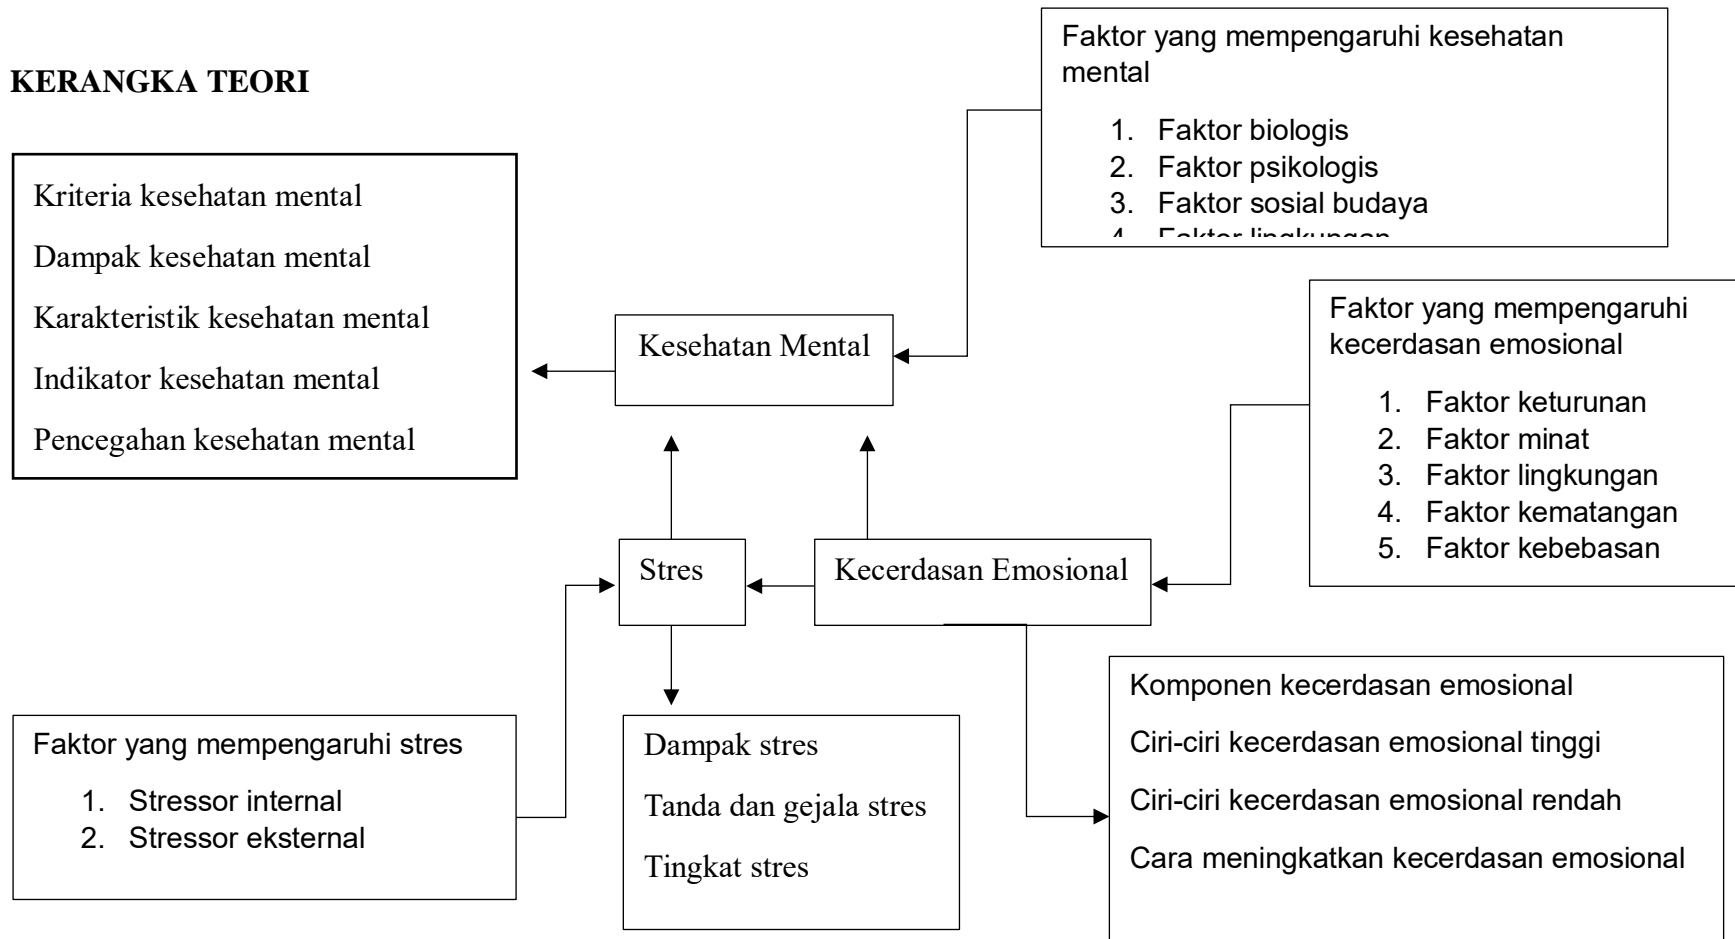 KERANGKA TEORI
Faktor yang mempengaruhi kesehatan
mental
1. Faktor biologis
2. Faktor psikologis
3. Faktor sosial budaya
4. Faktor lingkungan
Kriteria kesehatan mental
Dampak kesehatan mental
Karakteristik kesehatan mental
Indikator kesehatan mental
Pencegahan kesehatan mental
Kesehatan Mental
Faktor yang mempengaruhi
kecerdasan emosional
1. Faktor keturunan
2. Faktor minat
3. Faktor lingkungan
4. Faktor kematangan
5. Faktor kebebasan
Stres
Kecerdasan Emosional
Faktor yang mempengaruhi stres
1. Stressor internal
2. Stressor eksternal
Dampak stres
Tanda dan gejala stres
Tingkat stres
Komponen kecerdasan emosional
Ciri-ciri kecerdasan emosional tinggi
Ciri-ciri kecerdasan emosional rendah
Cara meningkatkan kecerdasan emosional